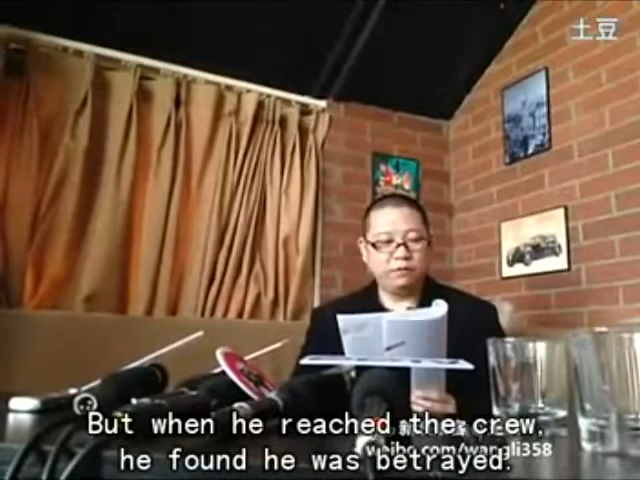 土豆
But when he reached the crew,
weibo.com/wangli358
he found he was betrayed.